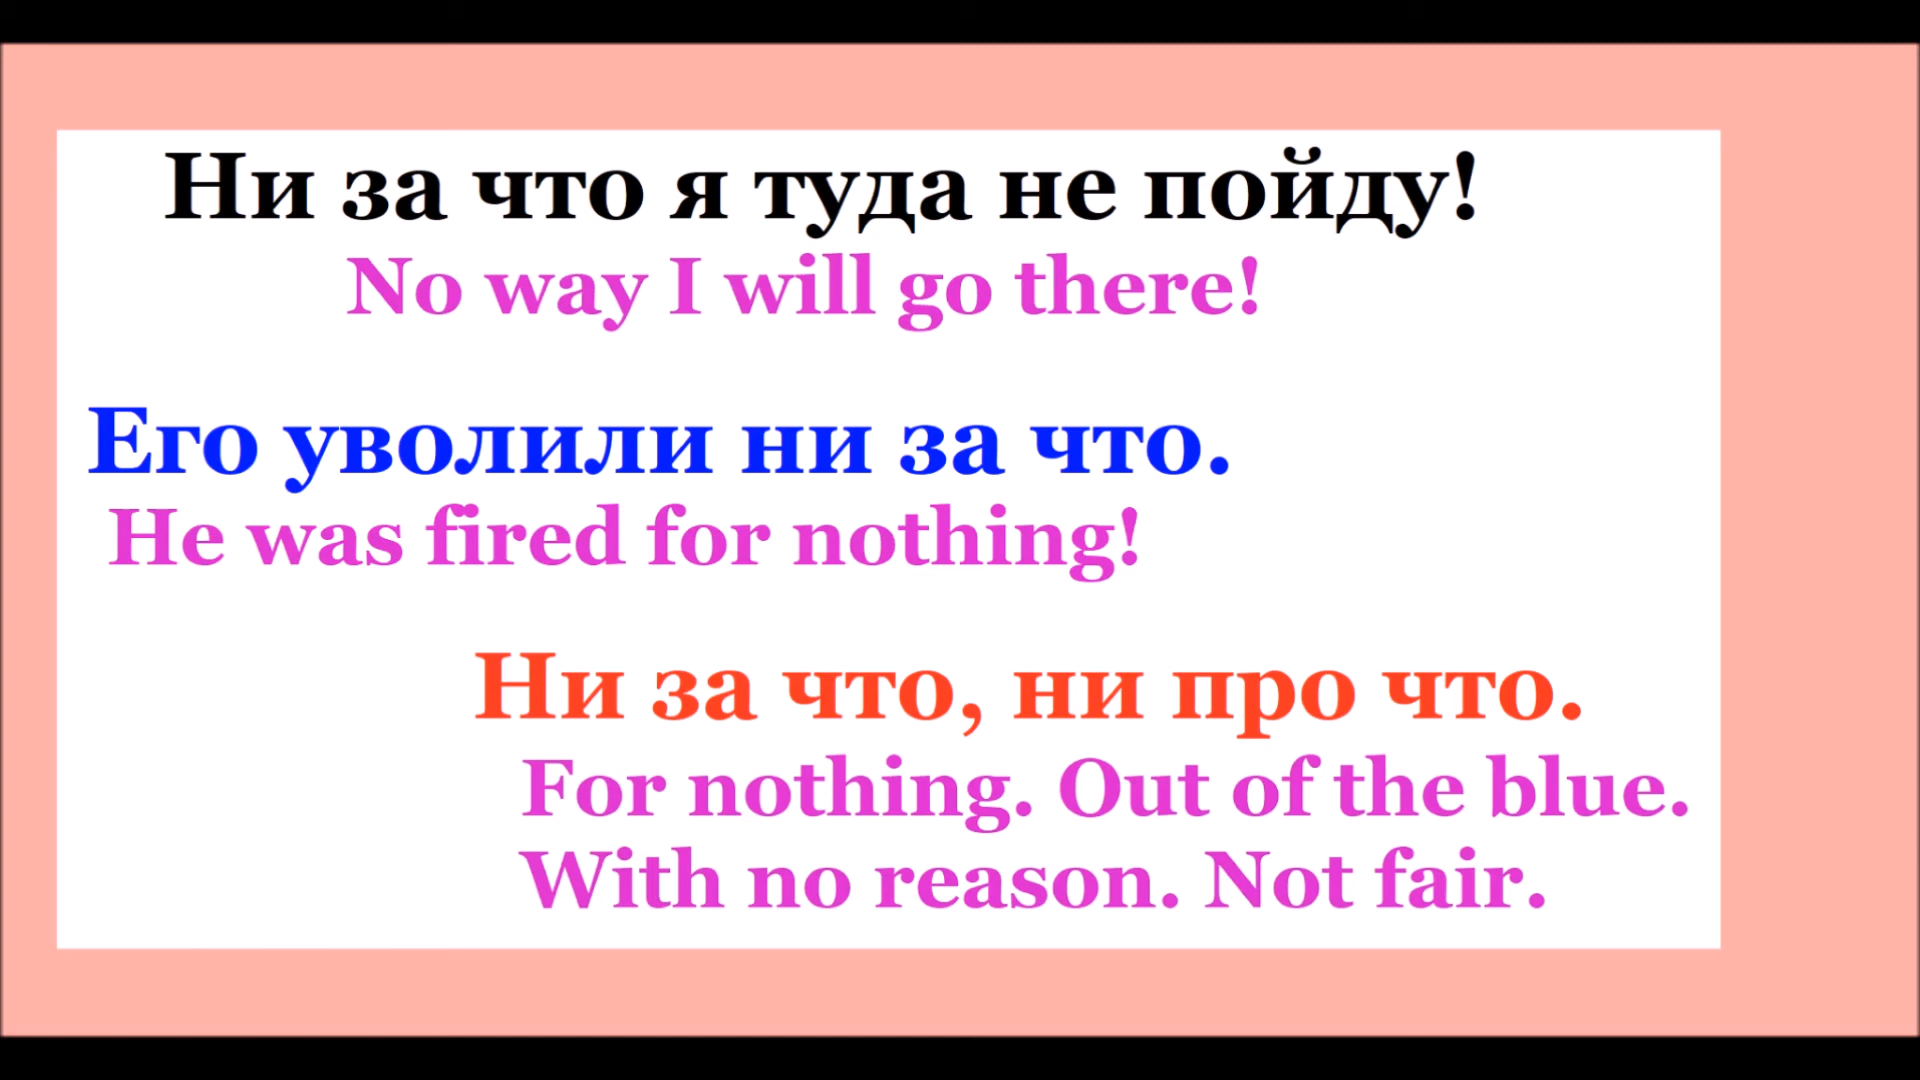 Ни за что я туда не пойду!
No way I will go there!
Его уволили ни за что.
He was fired for nothing!
Ни за что, ни про что.
For nothing. Out of the blue.
With no reason. Not fair.